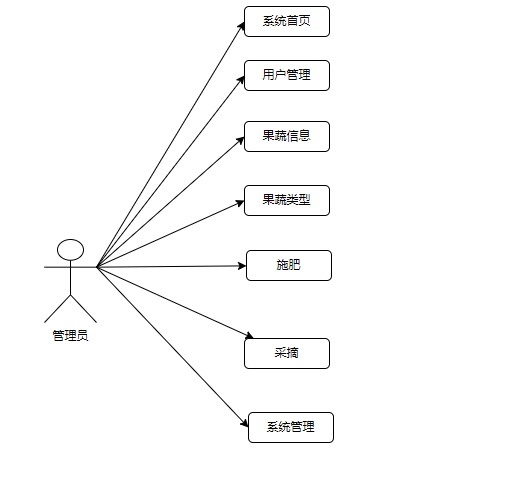 系统首页
用户管理
果蔬信息
果蔬类型
施肥
管理员
采摘
系统管理